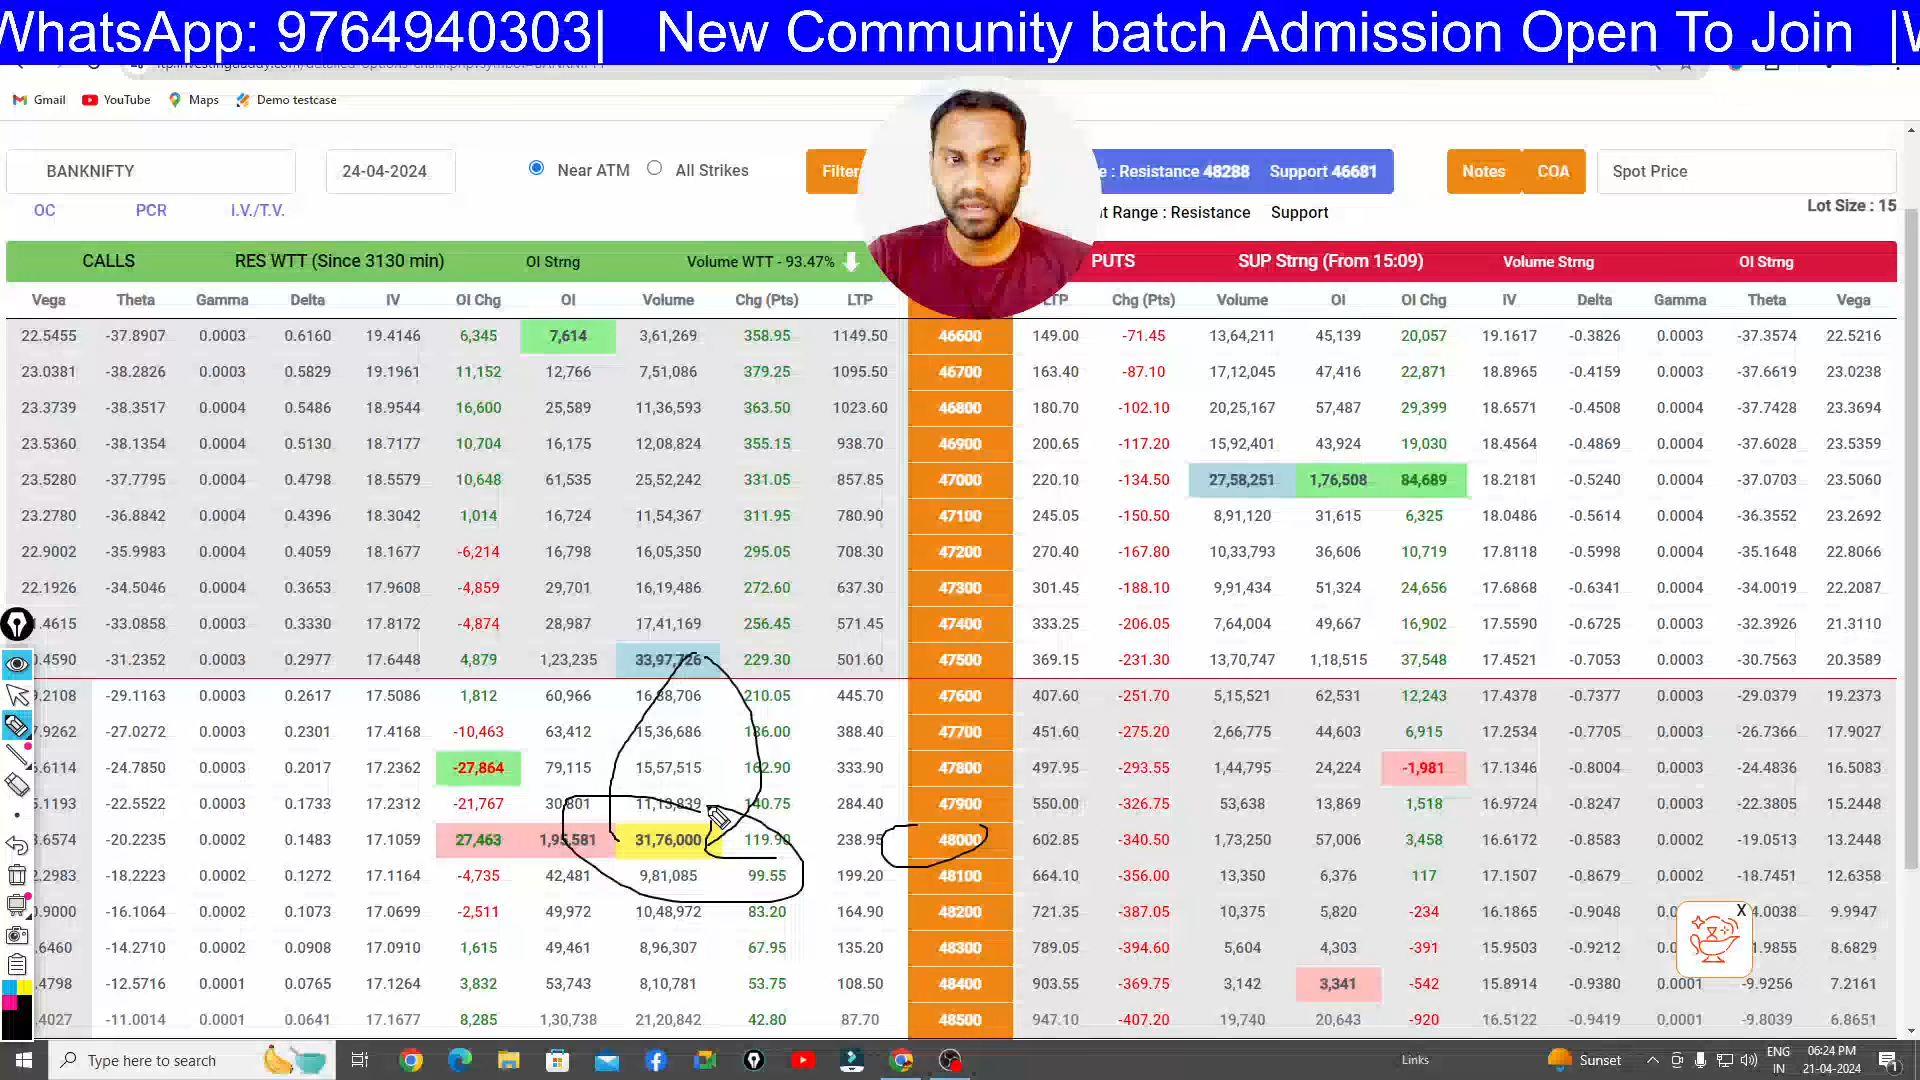 WhatsApp: 9764940303| New Community batch Admission Open To Join |
Gmail YouTube Maps Demo testcase
BANKNIFTY 24-04-2024 Near ATM All Strikes Filter : Resistance 48288 Support 46681 Notes COA Spot Price
OC PCR I.V./T.V. Range : Resistance Support Lot Size : 15
CALLS RES WTT (Since 3130 min) OI Strng Volume WTT - 93.47% PUTS SUP Strng (From 15:09) Volume Strng OI Strng
Vega Theta Gamma Delta IV OI Chg OI Volume Chg (Pts) LTP LTP Chg (Pts) Volume OI OI Chg IV Delta Gamma Theta Vega
22.5455 -37.8907 0.0003 0.6160 19.4146 6,345 7,614 3,61,269 358.95 1149.50 46600 149.00 -71.45 13,64,211 45,139 20,057 19.1617 -0.3826 0.0003 -37.3574 22.5216
23.0381 -38.2826 0.0003 0.5829 19.1961 11,152 12,766 7,51,086 379.25 1095.50 46700 163.40 -87.10 17,12,045 47,416 22,871 18.8965 -0.4159 0.0003 -37.6619 23.0238
23.3739 -38.3517 0.0004 0.5486 18.9544 16,600 25,589 11,36,593 363.50 1023.60 46800 180.70 -102.10 20,25,167 57,487 29,399 18.6571 -0.4508 0.0004 -37.7428 23.3694
23.5360 -38.1354 0.0004 0.5130 18.7177 10,704 16,175 12,08,824 355.15 938.70 46900 200.65 -117.20 15,92,401 43,924 19,030 18.4564 -0.4869 0.0004 -37.6028 23.5359
23.5280 -37.7795 0.0004 0.4798 18.5579 10,648 61,535 25,52,242 331.05 857.85 47000 220.10 -134.50 27,58,251 1,76,508 84,689 18.2181 -0.5240 0.0004 -37.0703 23.5060
23.2780 -36.8842 0.0004 0.4396 18.3042 1,014 16,724 11,54,367 311.95 780.90 47100 245.05 -150.50 8,91,120 31,615 6,325 18.0486 -0.5614 0.0004 -36.3552 23.2692
22.9002 -35.9983 0.0004 0.4059 18.1677 -6,214 16,798 16,05,350 295.05 708.30 47200 270.40 -167.80 10,33,793 36,606 10,719 17.8118 -0.5998 0.0004 -35.1648 22.8066
22.1926 -34.5046 0.0004 0.3653 17.9608 -4,859 29,701 16,19,486 272.60 637.30 47300 301.45 -188.10 9,91,434 51,324 24,656 17.6868 -0.6341 0.0004 -34.0019 22.2087
.4615 -33.0858 0.0003 0.3330 17.8172 -4,874 28,987 17,41,169 256.45 571.45 47400 333.25 -206.05 7,64,004 49,667 16,902 17.5590 -0.6725 0.0004 -32.3926 21.3110
.4590 -31.2352 0.0003 0.2977 17.6448 4,879 1,23,235 33,97,726 229.30 501.60 47500 369.15 -231.30 13,70,747 1,18,515 37,548 17.4521 -0.7053 0.0004 -30.7563 20.3589
.2108 -29.1163 0.0003 0.2617 17.5086 1,812 60,966 16,88,706 210.05 445.70 47600 407.60 -251.70 5,15,521 62,531 12,243 17.4378 -0.7377 0.0003 -29.0379 19.2373
.9262 -27.0272 0.0003 0.2301 17.4168 -10,463 63,412 15,36,686 186.00 388.40 47700 451.60 -275.20 2,66,775 44,603 6,915 17.2534 -0.7705 0.0003 -26.7366 17.9027
.6114 -24.7850 0.0003 0.2017 17.2362 -27,864 79,115 15,57,515 162.90 333.90 47800 497.95 -293.55 1,44,795 24,224 -1,981 17.1346 -0.8004 0.0003 -24.4836 16.5083
.1193 -22.5522 0.0003 0.1733 17.2312 -21,767 30,801 11,13,839 140.75 284.40 47900 550.00 -326.75 53,638 13,869 1,518 16.9724 -0.8247 0.0003 -22.3805 15.2448
.6574 -20.2235 0.0002 0.1483 17.1059 27,463 1,95,581 31,76,000 119.90 238.95 48000 602.85 -340.50 1,73,250 57,006 3,458 16.6172 -0.8583 0.0002 -19.0513 13.2448
.2983 -18.2223 0.0002 0.1272 17.1164 -4,735 42,481 9,81,085 99.55 199.20 48100 664.10 -356.00 13,350 6,376 117 17.1507 -0.8679 0.0002 -18.7451 12.6358
.9000 -16.1064 0.0002 0.1073 17.0699 -2,511 49,972 10,48,972 83.20 164.90 48200 721.35 -387.05 10,375 5,820 -234 16.1865 -0.9048 0.0 X 4.0038 9.9947
.6460 -14.2710 0.0002 0.0908 17.0910 1,615 49,461 8,96,307 67.95 135.20 48300 789.05 -394.60 5,604 4,303 -391 15.9503 -0.9212 0.0 1.9855 8.6829
.4798 -12.5716 0.0001 0.0765 17.1264 3,832 53,743 8,10,781 53.75 108.50 48400 903.55 -369.75 3,142 3,341 -542 15.8914 -0.9380 0.0001 -9.9256 7.2161
.4027 -11.0014 0.0001 0.0641 17.1677 8,285 1,30,738 21,20,842 42.80 87.70 48500 947.10 -407.20 19,740 20,643 -920 16.5122 -0.9419 0.0001 -9.8039 6.8651
Type here to search Links Sunset ENG IN 06:24 PM 21-04-2024 1